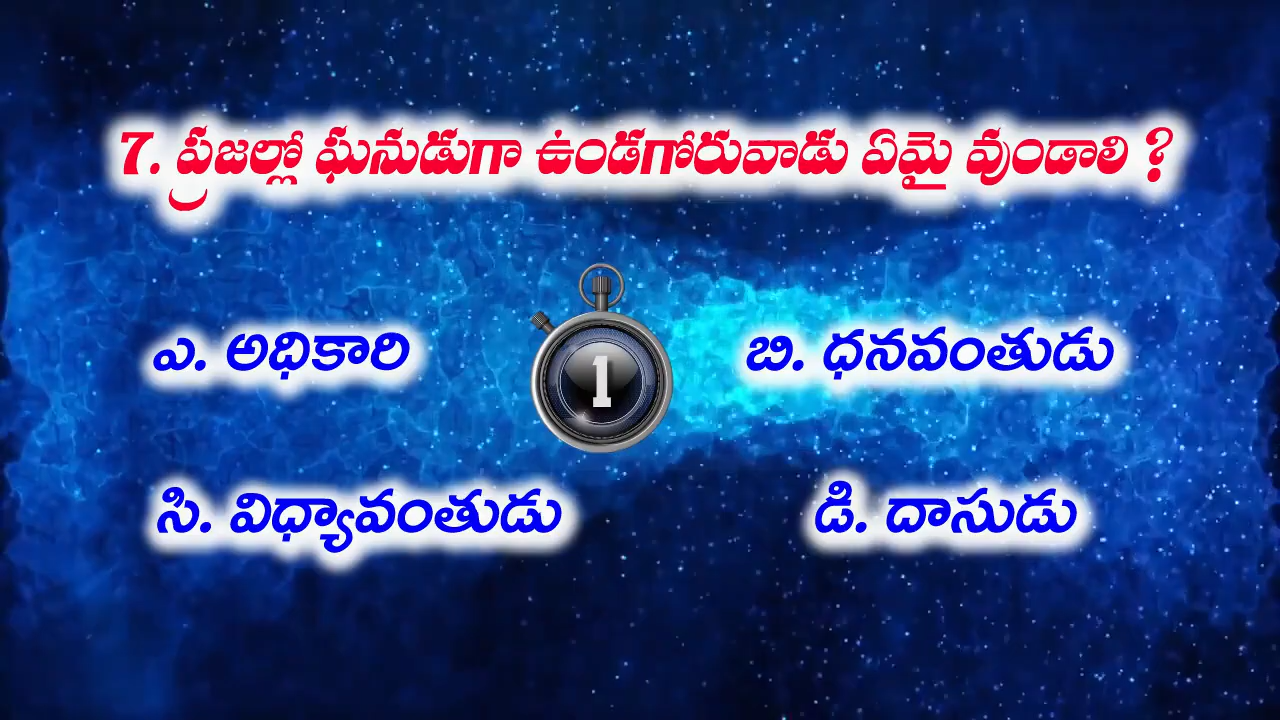 7. ప్రజల్లో ఘనుడుగా ఉండగోరువాడు ఏమై వుండాలి ?
ఎ. అధికారి
బి. ధనవంతుడు
1
సి. విధ్యావంతుడు
డి. దాసుడు